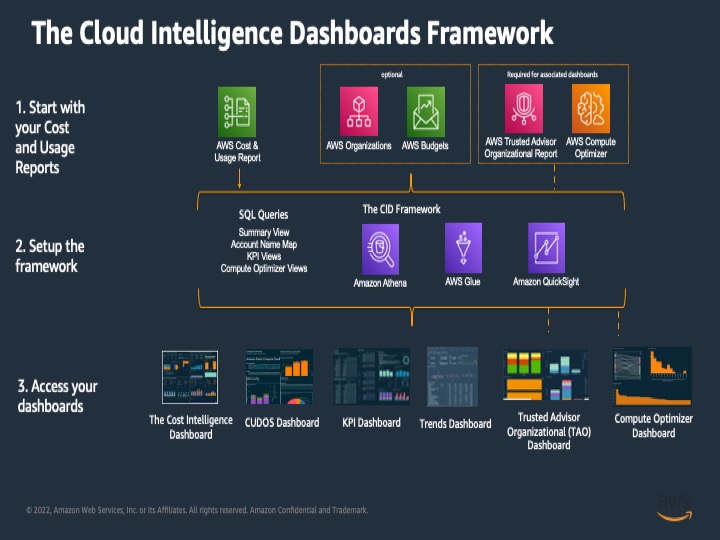 The Cloud Intelligence Dashboards Framework
optional
Required for associated dashboards
1. Start with
your Cost
and Usage
Reports
AWS Cost &
Usage Report
AWS Organizations
AWS Budgets
AWS Trusted Advisor
Organizational Report
AWS Compute
Optimizer
2. Setup the
framework
SQL Queries
Summary View
Account Name Map
KPI Views
Compute Optimizer Views
The CID Framework
Amazon Athena
AWS Glue
Amazon QuickSight
3. Access your
dashboards
The Cost Intelligence
Dashboard
CUDOS Dashboard
KPI Dashboard
Trends Dashboard
Trusted Advisor
Organizational (TAO)
Dashboard
Compute Optimizer
Dashboard
© 2022, Amazon Web Services, Inc. or its Affiliates. All rights reserved. Amazon Confidential and Trademark.
aws